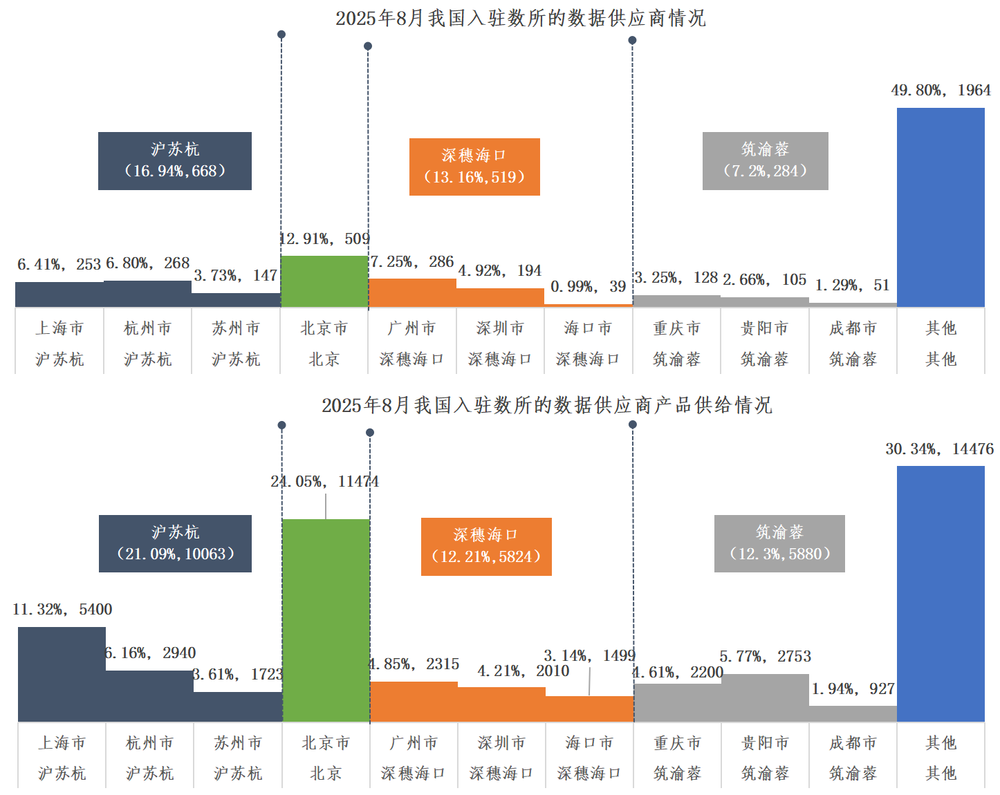 2025年8月我国入驻数所的数据供应商情况
49.80%, 1964
沪苏杭
（16.94%,668）
深穗海口
（13.16%,519）
筑渝蓉
（7.2%,284）
6.41%, 253
6.80%, 268
3.73%, 147
12.91%, 509
7.25%, 286
4.92%, 194
0.99%, 39
3.25%, 128
2.66%, 105
1.29%, 51
上海市 杭州市 苏州市 北京市 广州市 深圳市 海口市 重庆市 贵阳市 成都市 其他
沪苏杭 沪苏杭 沪苏杭 北京 深穗海口 深穗海口 深穗海口 筑渝蓉 筑渝蓉 筑渝蓉 其他
2025年8月我国入驻数所的数据供应商产品供给情况
30.34%, 14476
24.05%, 11474
沪苏杭
（21.09%,10063）
深穗海口
（12.21%,5824）
筑渝蓉
（12.3%,5880）
11.32%, 5400
6.16%, 2940
3.61%, 1723
4.85%, 2315
4.21%, 2010
3.14%, 1499
4.61%, 2200
5.77%, 2753
1.94%, 927
上海市 杭州市 苏州市 北京市 广州市 深圳市 海口市 重庆市 贵阳市 成都市 其他
沪苏杭 沪苏杭 沪苏杭 北京 深穗海口 深穗海口 深穗海口 筑渝蓉 筑渝蓉 筑渝蓉 其他